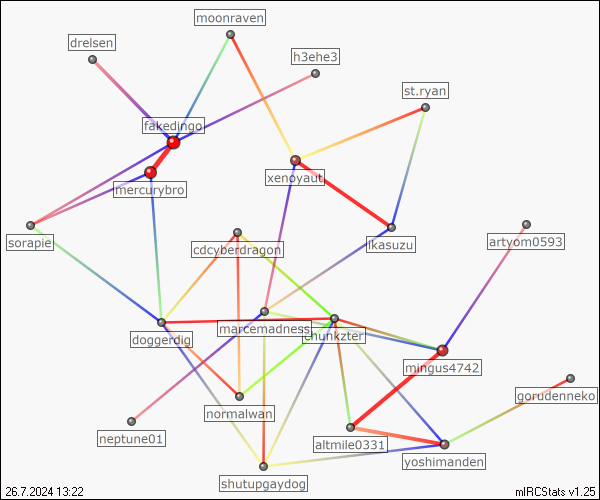 moonraven
drelsen
h3ehe3
st.ryan
fakedingo
xenoyaut
mercurybro
sorapie
lkasuzu
artyom0593
cdcyberdragon
marcemadness
chunkzter
doggerdig
mingus4742
gorudenneko
normalwan
neptune01
altmile0331
yoshimanden
shutupgaydog
26.7.2024 13:22
mIRCStats v1.25